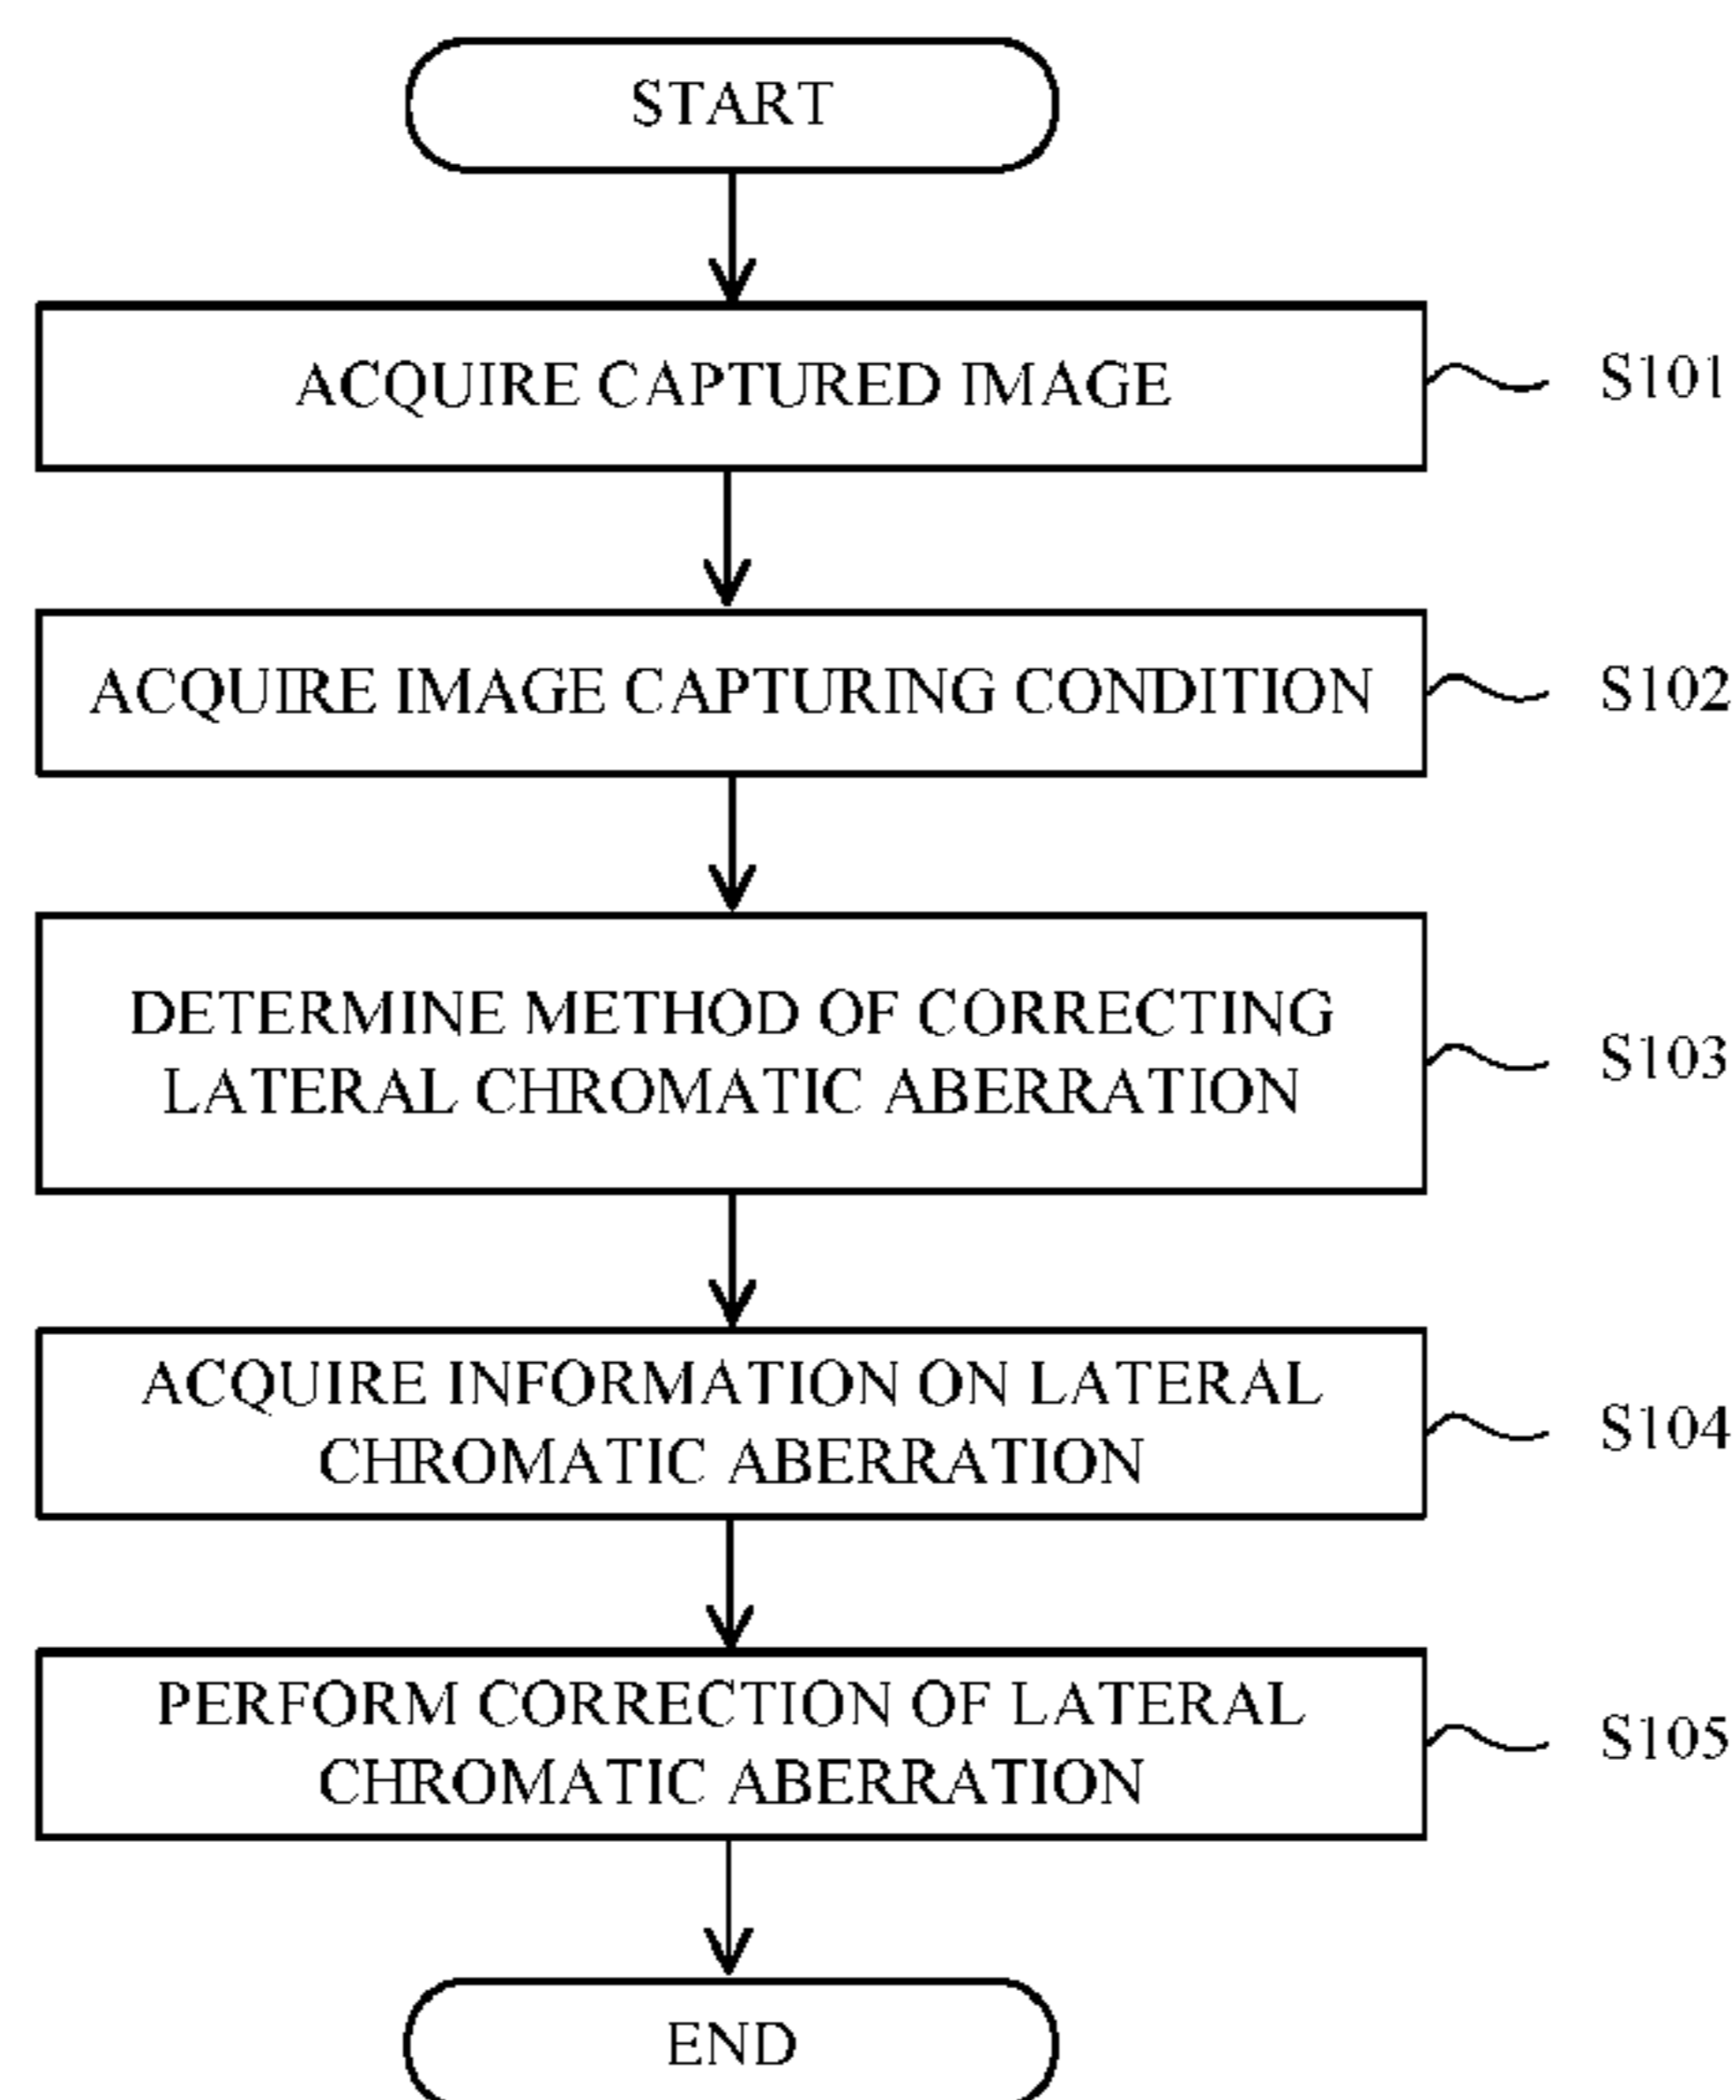 START
ACQUIRE CAPTURED IMAGE
S101
ACQUIRE IMAGE CAPTURING CONDITION
S102
DETERMINE METHOD OF CORRECTING
LATERAL CHROMATIC ABERRATION
S103
ACQUIRE INFORMATION ON LATERAL
CHROMATIC ABERRATION
S104
PERFORM CORRECTION OF LATERAL
CHROMATIC ABERRATION
S105
END